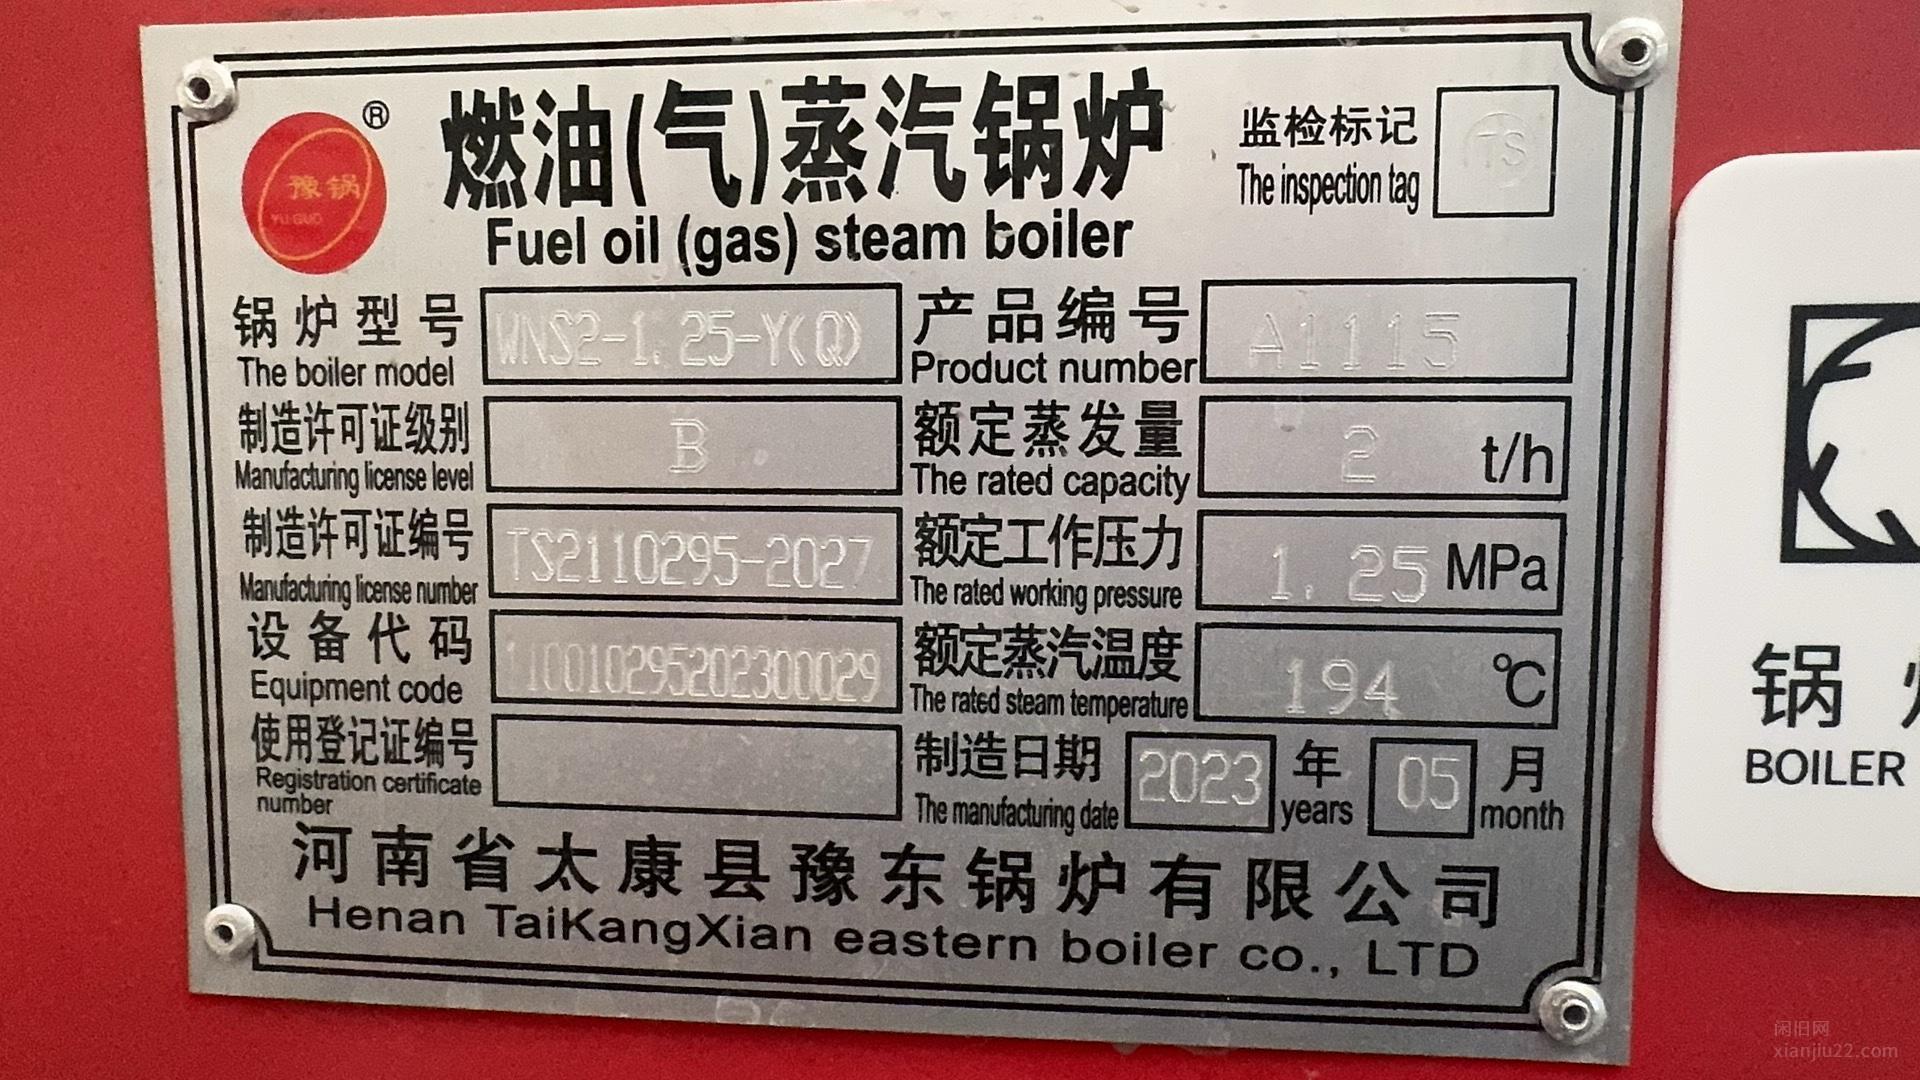 ®
豫锅
YU GUO
燃油(气)蒸汽锅炉
Fuel oil (gas) steam boiler
监检标记
The inspection tag
TS
锅炉型号
The boiler model
WNS2-1.25-Y(Q)
产品编号
Product number
A1115
制造许可证级别
Manufacturing license level
B
额定蒸发量
The rated capacity
2 t/h
制造许可证编号
Manufacturing license number
TS2110295-2027
额定工作压力
The rated working pressure
1.25 MPa
设备代码
Equipment code
11001029520230029
额定蒸汽温度
The rated steam temperature
194 ℃
使用登记证编号
Registration certificate
number
制造日期
The manufacturing date
2023 年 05 月
years month
河南省太康县豫东锅炉有限公司
Henan TaiKangXian eastern boiler co., LTD
锅
BOILER
闲旧网
xianjiu22.com